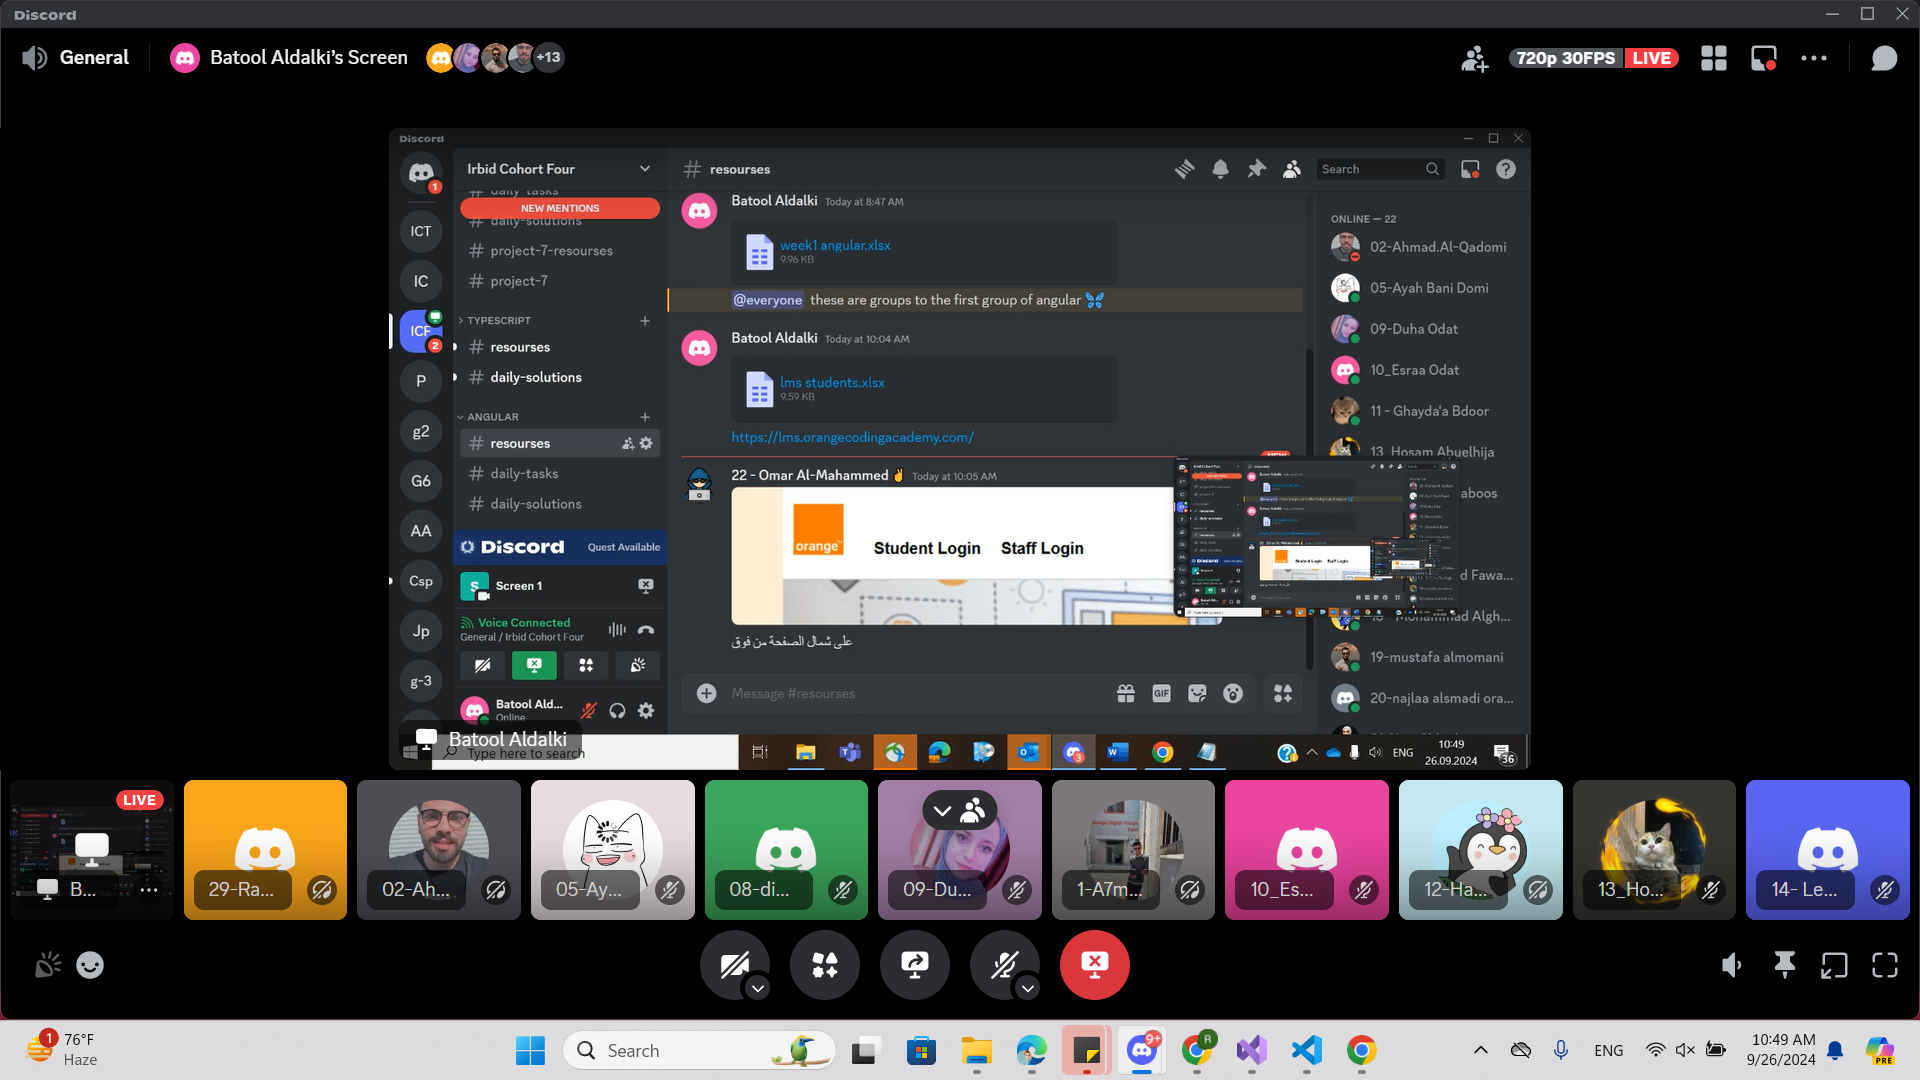 Discord
General
Batool Aldalki's Screen
+13
720p 30FPS LIVE
Discord
Irbid Cohort Four
# resourses
Search
1
daily-tasks
NEW MENTIONS
daily-solutions
project-7-resourses
project-7
TYPESCRIPT
resourses
daily-solutions
ANGULAR
resourses
daily-tasks
daily-solutions
ICT
IC
ICF
2
P
g2
G6
AA
Csp
Jp
g-3
Discord Quest Available
S Screen 1
Voice Connected
General / Irbid Cohort Four
Batool Ald...
Online
Batool Aldalki Today at 8:47 AM
week1 angular.xlsx
9.96 KB
@everyone these are groups to the first group of angular
Batool Aldalki Today at 10:04 AM
lms students.xlsx
9.59 KB
https://lms.orangecodingacademy.com/
22 - Omar Al-Mahammed Today at 10:05 AM
orange™
Student Login Staff Login
على شمال الصفحة من فوق
Message #resourses
GIF
ONLINE — 22
02-Ahmad.Al-Qadomi
05-Ayah Bani Domi
09-Duha Odat
10_Esraa Odat
11 - Ghayda'a Bdoor
13_Hosam Abuelhija
19-mustafa almomani
20-najlaa alsmadi ora...
Batool Aldalki
Type here to search
3
ENG
10:49
26.09.2024
36
LIVE
B...
29-Ra...
02-Ah...
05-Ay...
08-di...
09-Du...
1-A7m...
10_Es...
12-Ha...
13_Ho...
14- Le...
1
76°F
Haze
Search
9+
R
ENG
10:49 AM
9/26/2024
PRE